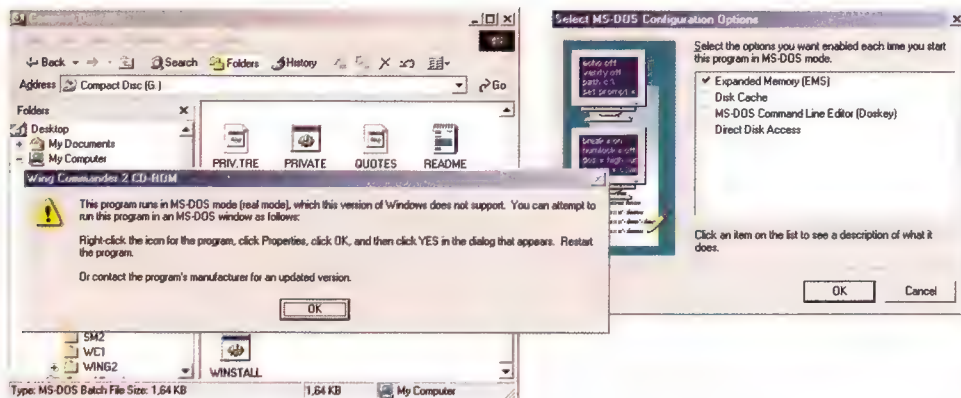 Back
Search
Folders
History
Address
Compact Disc (G:)
Go
Folders
Desktop
My Documents
My Computer
PRIV.TRE
PRIVATE
QUOTES
README
Wing Commander 2 CD-ROM
This program runs in MS-DOS mode (real mode), which this version of Windows does not support. You can attempt to
run this program in an MS-DOS window as follows:
Right-click the icon for the program, click Properties, click OK, and then click YES in the dialog that appears. Restart
the program.
Or contact the program's manufacturer for an updated version.
OK
SM2
WC1
WING2
WINSTALL
Type: MS-DOS Batch File Size: 1,64 KB
1,64 KB
My Computer
Select MS-DOS Configuration Options
Select the options you want enabled each time you start
this program in MS-DOS mode.
echo off
verify off
path c:\
set prompt
break = on
numlock = off
dos = high
Expanded Memory (EMS)
Disk Cache
MS-DOS Command Line Editor (Doskey)
Direct Disk Access
Click an item on the list to see a description of what it
does.
OK
Cancel